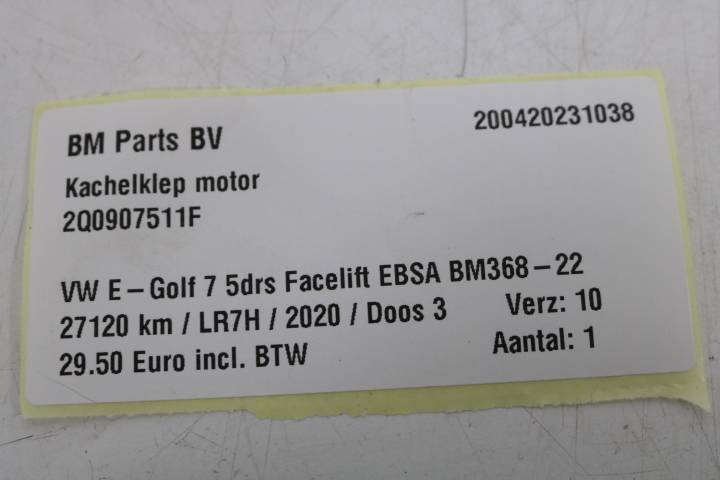 BM Parts BV 200420231038
Kachelklep motor
2Q0907511F
VW E-Golf 7 5drs Facelift EBSA BM368-22
27120 km / LR7H / 2020 / Doos 3 Verz: 10
29.50 Euro incl. BTW Aantal: 1